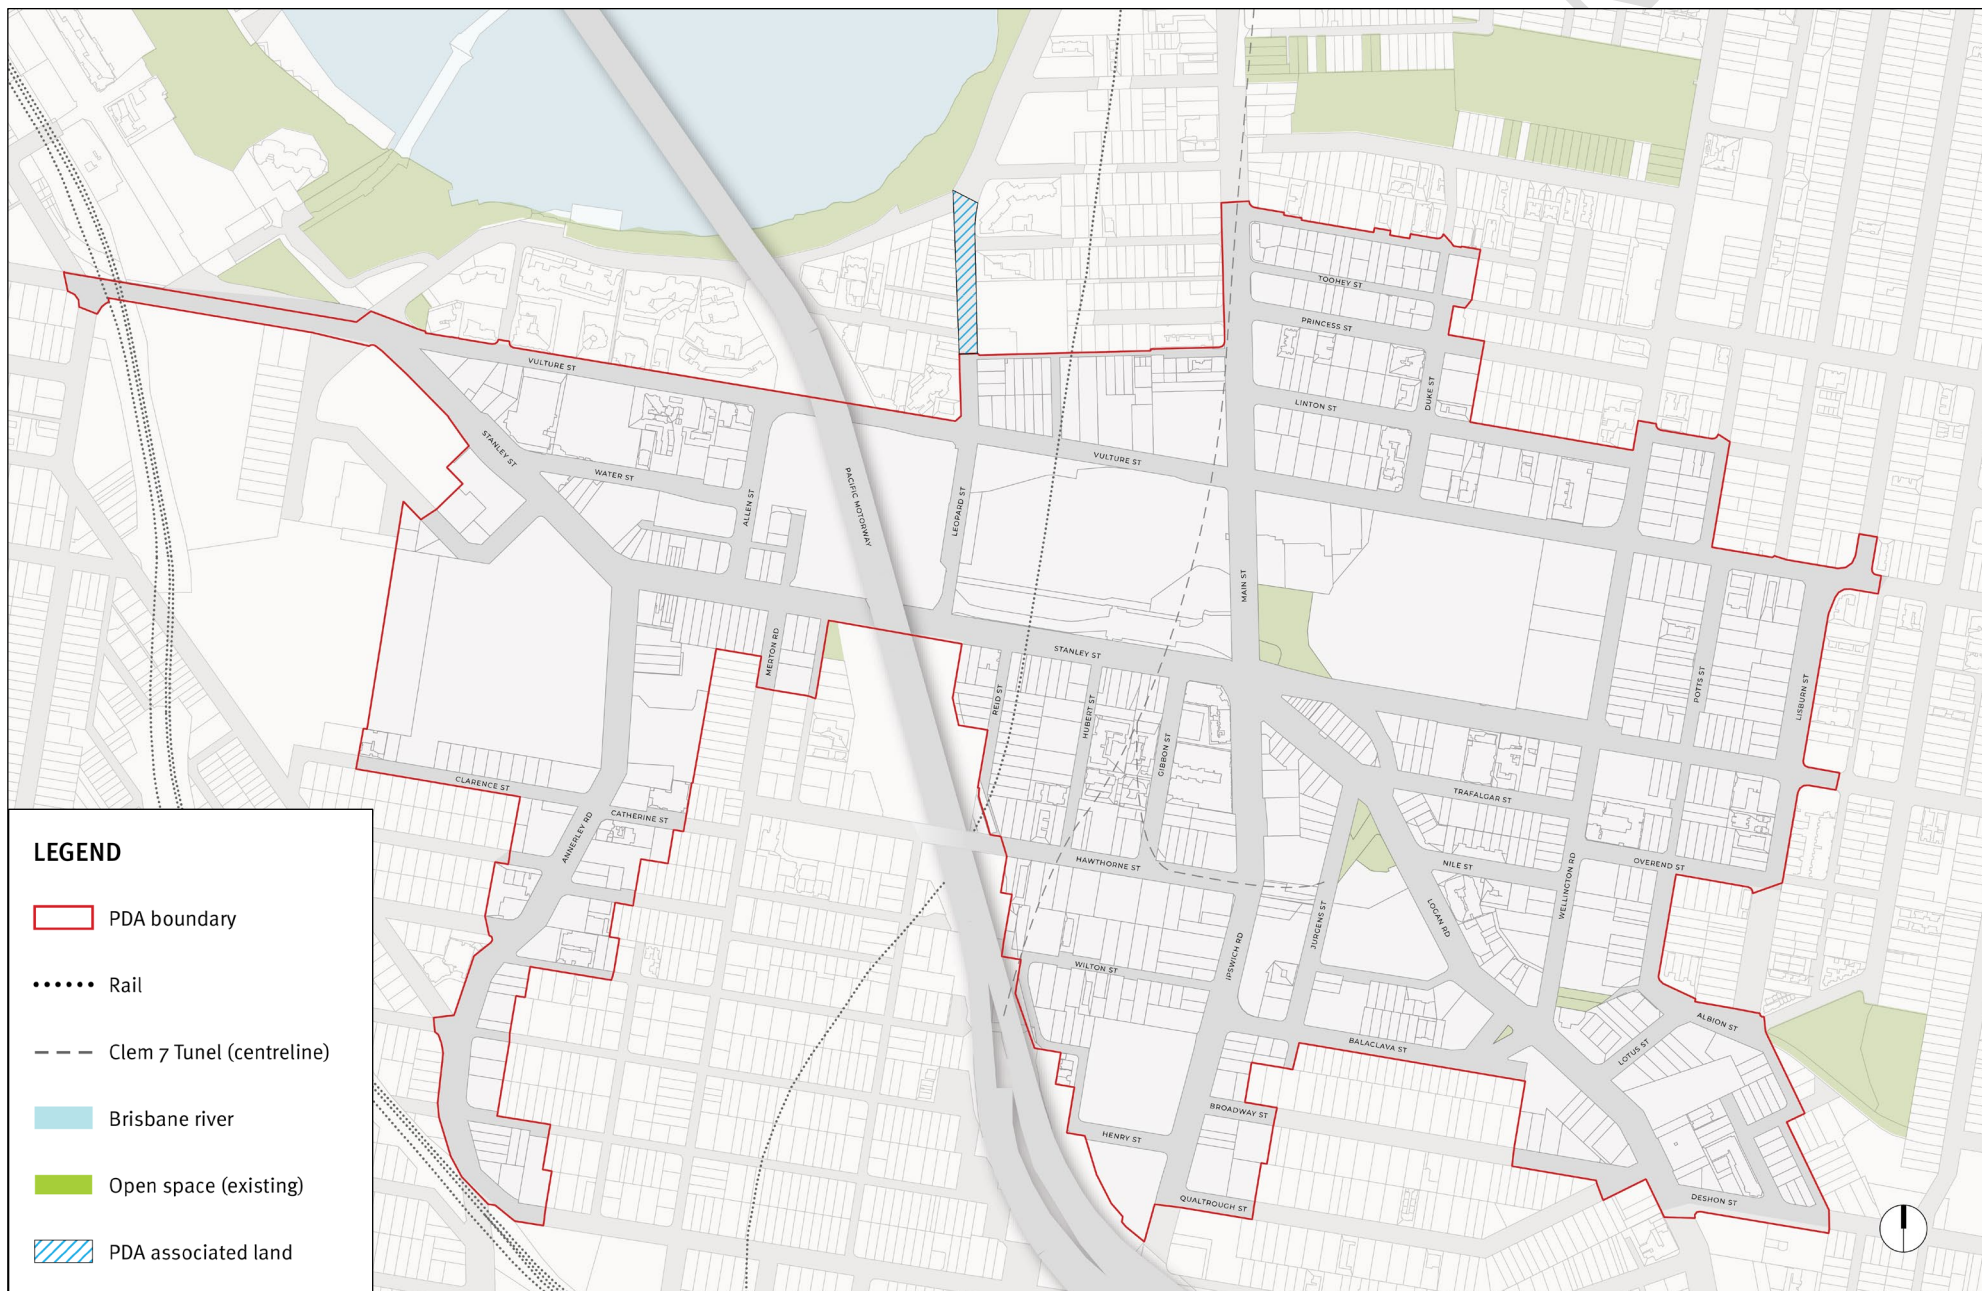 TOOHEY ST
PRINCESS ST
VULTURE ST
DUKE ST
LINTON ST
STANLEY ST
VULTURE ST
WATER ST
ALLEN ST
PACIFIC MOTORWAY
LEOPARD ST
MAIN ST
MERTON RD
STANLEY ST
REID ST
HUBERT ST
GIBBON ST
POTTS ST
LISBURN ST
CLARENCE ST
TRAFALGAR ST
CATHERINE ST
ANNERLEY RD
HAWTHORNE ST
NILE ST
OVEREND ST
WELLINGTON RD
LOGAN RD
JURGENS ST
IPSWICH RD
WILTON ST
ALBION ST
LOTUS ST
BALACLAVA ST
BROADWAY ST
HENRY ST
QUALTROUGH ST
DESHON ST
LEGEND
PDA boundary
Rail
Clem 7 Tunel (centreline)
Brisbane river
Open space (existing)
PDA associated land